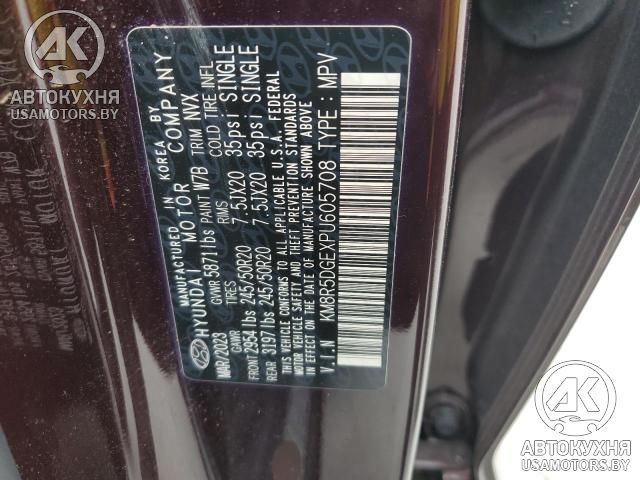 АВТОКУХНЯ
USAMOTORS.BY
MANUFACTURED IN KOREA BY
HYUNDAI MOTOR COMPANY
MAR/2023 GVWR 5871lbs PAINT W7B TRIM NVX
GAWR TIRES RIMS COLD TIRE INFL
FRONT 2954 lbs 245/50R20 7.5JX20 35psi SINGLE
REAR 3197 lbs 245/50R20 7.5JX20 35psi SINGLE
THIS VEHICLE CONFORMS TO ALL APPLICABLE U.S.A. FEDERAL
MOTOR VEHICLE SAFETY AND THEFT PREVENTION STANDARDS
IN EFFECT ON THE DATE OF MANUFACTURE SHOWN ABOVE
V.I.N KM8R5DGEXPU605708 TYPE : MPV
АВТОКУХНЯ
USAMOTORS.BY